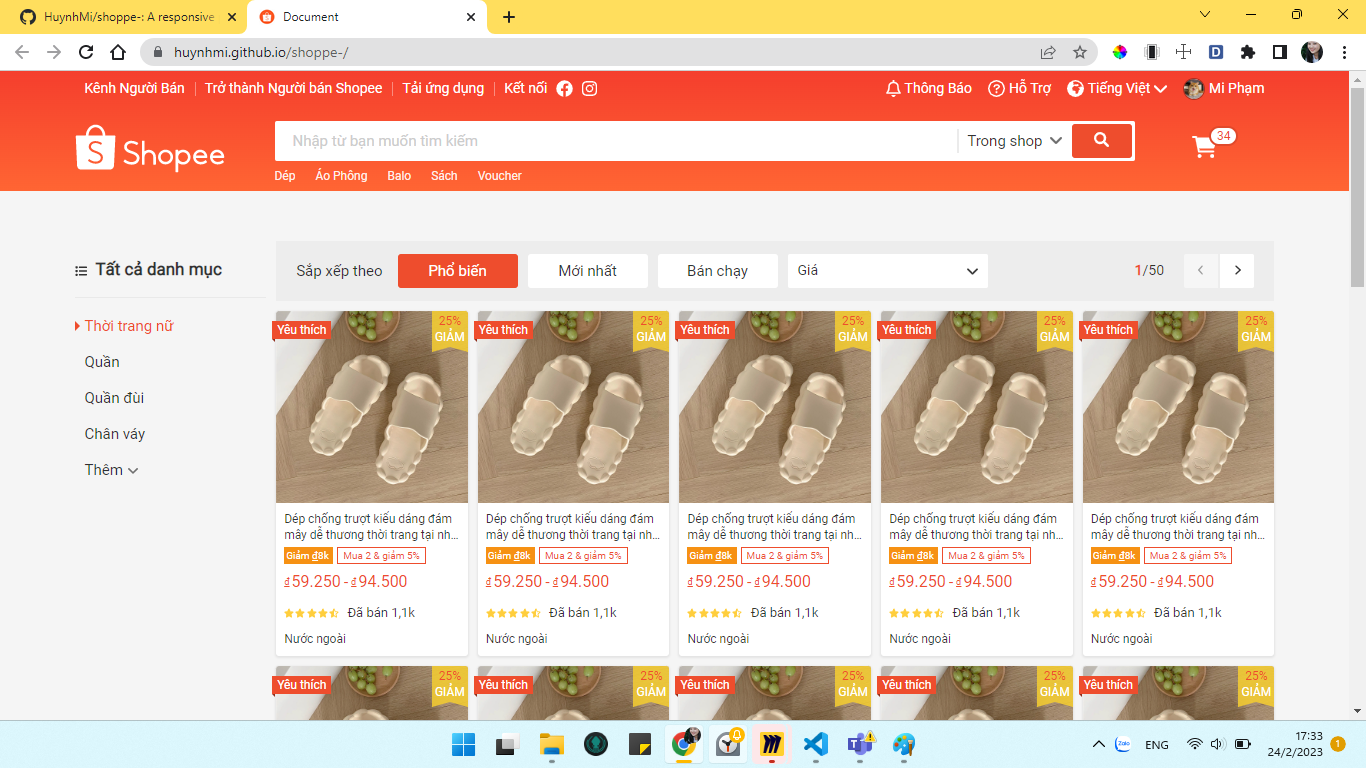 HuynhMi/shoppe-: A responsive
Document
huynhmi.github.io/shoppe-/
Kênh Người Bán Trở thành Người bán Shopee Tải ứng dụng Kết nối Thông Báo Hỗ Trợ Tiếng Việt Mi Phạm
Shopee
Nhập từ bạn muốn tìm kiếm Trong shop 34
Dép Áo Phông Balo Sách Voucher
Tất cả danh mục
Thời trang nữ
Quần
Quần đùi
Chân váy
Thêm
Sắp xếp theo Phổ biến Mới nhất Bán chạy Giá 1/50
Yêu thích 25% GIẢM Yêu thích 25% GIẢM Yêu thích 25% GIẢM Yêu thích 25% GIẢM Yêu thích 25% GIẢM
Dép chống trượt kiểu dáng đám Dép chống trượt kiểu dáng đám Dép chống trượt kiểu dáng đám Dép chống trượt kiểu dáng đám Dép chống trượt kiểu dáng đám
mây dễ thương thời trang tại nh... mây dễ thương thời trang tại nh... mây dễ thương thời trang tại nh... mây dễ thương thời trang tại nh... mây dễ thương thời trang tại nh...
Giảm ₫8k Mua 2 & giảm 5% Giảm ₫8k Mua 2 & giảm 5% Giảm ₫8k Mua 2 & giảm 5% Giảm ₫8k Mua 2 & giảm 5% Giảm ₫8k Mua 2 & giảm 5%
₫59.250 - ₫94.500 ₫59.250 - ₫94.500 ₫59.250 - ₫94.500 ₫59.250 - ₫94.500 ₫59.250 - ₫94.500
Đã bán 1,1k Đã bán 1,1k Đã bán 1,1k Đã bán 1,1k Đã bán 1,1k
Nước ngoài Nước ngoài Nước ngoài Nước ngoài Nước ngoài
Yêu thích 25% GIẢM Yêu thích 25% GIẢM Yêu thích 25% GIẢM Yêu thích 25% GIẢM Yêu thích 25% GIẢM
Zalo ENG 17:33
24/2/2023 1